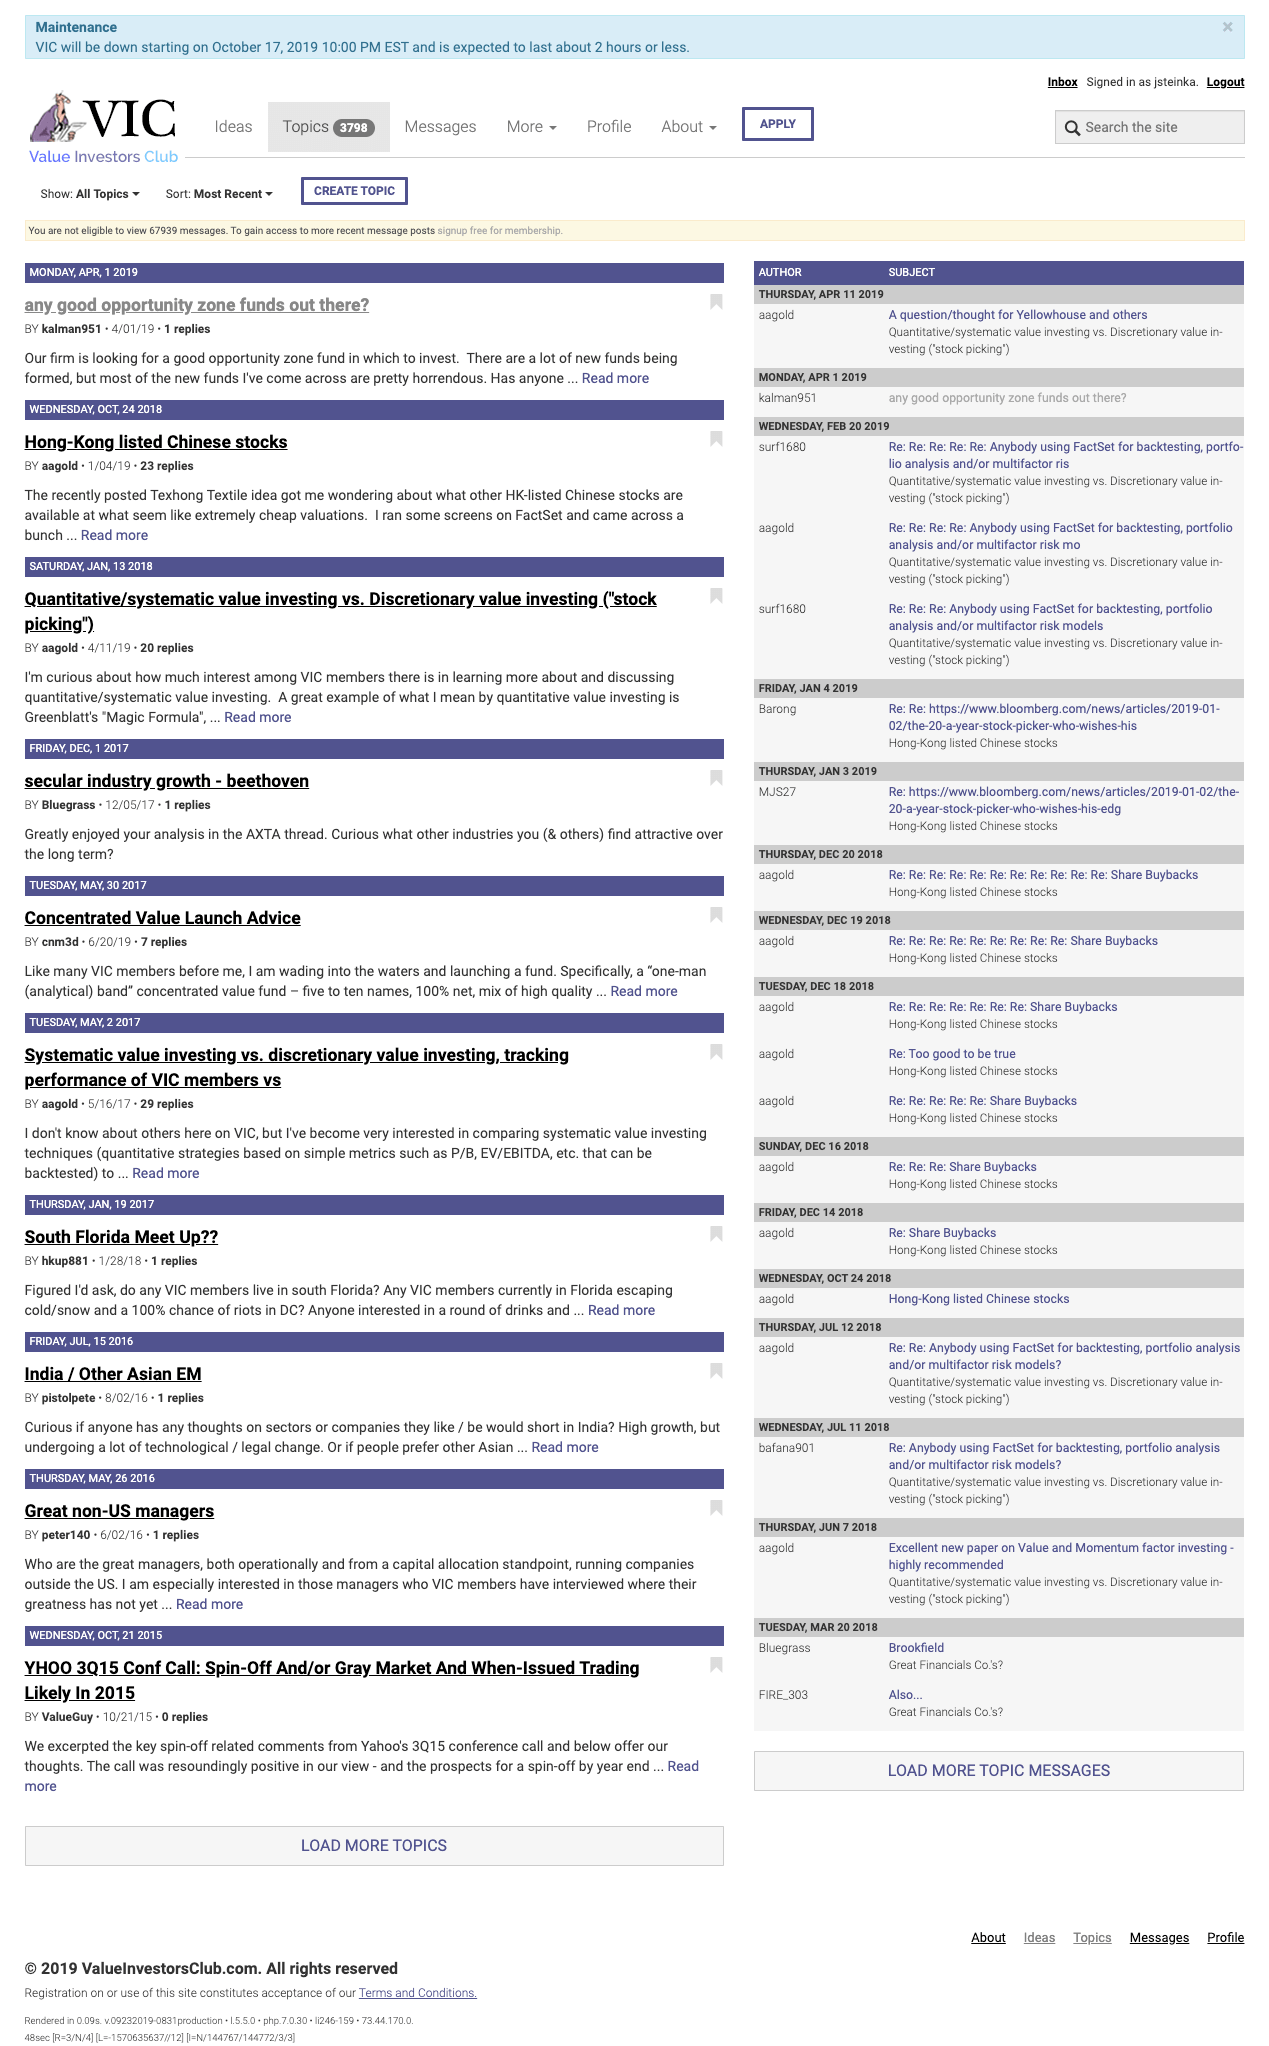 Maintenance
×
VIC will be down starting on October 17, 2019 10:00 PM EST and is expected to last about 2 hours or less.
Inbox Signed in as jsteinka. Logout
VIC
Value Investors Club
Ideas Topics 3798 Messages More Profile About APPLY
Search the site
Show: All Topics Sort: Most Recent CREATE TOPIC
You are not eligible to view 67939 messages. To gain access to more recent message posts signup free for membership.
MONDAY, APR, 1 2019
any good opportunity zone funds out there?
BY kalman951 • 4/01/19 • 1 replies
Our firm is looking for a good opportunity zone fund in which to invest.  There are a lot of new funds being
formed, but most of the new funds I've come across are pretty horrendous. Has anyone ... Read more
WEDNESDAY, OCT, 24 2018
Hong-Kong listed Chinese stocks
BY aagold • 1/04/19 • 23 replies
The recently posted Texhong Textile idea got me wondering about what other HK-listed Chinese stocks are
available at what seem like extremely cheap valuations.  I ran some screens on FactSet and came across a
bunch ... Read more
SATURDAY, JAN, 13 2018
Quantitative/systematic value investing vs. Discretionary value investing ("stock
picking")
BY aagold • 4/11/19 • 20 replies
I'm curious about how much interest among VIC members there is in learning more about and discussing
quantitative/systematic value investing.  A great example of what I mean by quantitative value investing is
Greenblatt's "Magic Formula", ... Read more
FRIDAY, DEC, 1 2017
secular industry growth - beethoven
BY Bluegrass • 12/05/17 • 1 replies
Greatly enjoyed your analysis in the AXTA thread. Curious what other industries you (& others) find attractive over
the long term?
TUESDAY, MAY, 30 2017
Concentrated Value Launch Advice
BY cnm3d • 6/20/19 • 7 replies
Like many VIC members before me, I am wading into the waters and launching a fund. Specifically, a “one-man
(analytical) band” concentrated value fund – five to ten names, 100% net, mix of high quality ... Read more
TUESDAY, MAY, 2 2017
Systematic value investing vs. discretionary value investing, tracking
performance of VIC members vs
BY aagold • 5/16/17 • 29 replies
I don't know about others here on VIC, but I've become very interested in comparing systematic value investing
techniques (quantitative strategies based on simple metrics such as P/B, EV/EBITDA, etc. that can be
backtested) to ... Read more
THURSDAY, JAN, 19 2017
South Florida Meet Up??
BY hkup881 • 1/28/18 • 1 replies
Figured I'd ask, do any VIC members live in south Florida? Any VIC members currently in Florida escaping
cold/snow and a 100% chance of riots in DC? Anyone interested in a round of drinks and ... Read more
FRIDAY, JUL, 15 2016
India / Other Asian EM
BY pistolpete • 8/02/16 • 1 replies
Curious if anyone has any thoughts on sectors or companies they like / be would short in India? High growth, but
undergoing a lot of technological / legal change. Or if people prefer other Asian ... Read more
THURSDAY, MAY, 26 2016
Great non-US managers
BY peter140 • 6/02/16 • 1 replies
Who are the great managers, both operationally and from a capital allocation standpoint, running companies
outside the US. I am especially interested in those managers who VIC members have interviewed where their
greatness has not yet ... Read more
WEDNESDAY, OCT, 21 2015
YHOO 3Q15 Conf Call: Spin-Off And/or Gray Market And When-Issued Trading
Likely In 2015
BY ValueGuy • 10/21/15 • 0 replies
We excerpted the key spin-off related comments from Yahoo's 3Q15 conference call and below offer our
thoughts. The call was resoundingly positive in our view - and the prospects for a spin-off by year end ... Read
more
LOAD MORE TOPICS
AUTHOR SUBJECT
THURSDAY, APR 11 2019
aagold A question/thought for Yellowhouse and others
Quantitative/systematic value investing vs. Discretionary value in-
vesting ("stock picking")
MONDAY, APR 1 2019
kalman951 any good opportunity zone funds out there?
WEDNESDAY, FEB 20 2019
surf1680 Re: Re: Re: Re: Re: Anybody using FactSet for backtesting, portfo-
lio analysis and/or multifactor ris
Quantitative/systematic value investing vs. Discretionary value in-
vesting ("stock picking")
aagold Re: Re: Re: Re: Anybody using FactSet for backtesting, portfolio
analysis and/or multifactor risk mo
Quantitative/systematic value investing vs. Discretionary value in-
vesting ("stock picking")
surf1680 Re: Re: Re: Anybody using FactSet for backtesting, portfolio
analysis and/or multifactor risk models
Quantitative/systematic value investing vs. Discretionary value in-
vesting ("stock picking")
FRIDAY, JAN 4 2019
Barong Re: Re: https://www.bloomberg.com/news/articles/2019-01-
02/the-20-a-year-stock-picker-who-wishes-his
Hong-Kong listed Chinese stocks
THURSDAY, JAN 3 2019
MJS27 Re: https://www.bloomberg.com/news/articles/2019-01-02/the-
20-a-year-stock-picker-who-wishes-his-edg
Hong-Kong listed Chinese stocks
THURSDAY, DEC 20 2018
aagold Re: Re: Re: Re: Re: Re: Re: Re: Re: Re: Re: Share Buybacks
Hong-Kong listed Chinese stocks
WEDNESDAY, DEC 19 2018
aagold Re: Re: Re: Re: Re: Re: Re: Re: Re: Share Buybacks
Hong-Kong listed Chinese stocks
TUESDAY, DEC 18 2018
aagold Re: Re: Re: Re: Re: Re: Re: Share Buybacks
Hong-Kong listed Chinese stocks
aagold Re: Too good to be true
Hong-Kong listed Chinese stocks
aagold Re: Re: Re: Re: Re: Share Buybacks
Hong-Kong listed Chinese stocks
SUNDAY, DEC 16 2018
aagold Re: Re: Re: Share Buybacks
Hong-Kong listed Chinese stocks
FRIDAY, DEC 14 2018
aagold Re: Share Buybacks
Hong-Kong listed Chinese stocks
WEDNESDAY, OCT 24 2018
aagold Hong-Kong listed Chinese stocks
THURSDAY, JUL 12 2018
aagold Re: Re: Anybody using FactSet for backtesting, portfolio analysis
and/or multifactor risk models?
Quantitative/systematic value investing vs. Discretionary value in-
vesting ("stock picking")
WEDNESDAY, JUL 11 2018
bafana901 Re: Anybody using FactSet for backtesting, portfolio analysis
and/or multifactor risk models?
Quantitative/systematic value investing vs. Discretionary value in-
vesting ("stock picking")
THURSDAY, JUN 7 2018
aagold Excellent new paper on Value and Momentum factor investing -
highly recommended
Quantitative/systematic value investing vs. Discretionary value in-
vesting ("stock picking")
TUESDAY, MAR 20 2018
Bluegrass Brookfield
Great Financials Co.'s?
FIRE_303 Also...
Great Financials Co.'s?
LOAD MORE TOPIC MESSAGES
About Ideas Topics Messages Profile
© 2019 ValueInvestorsClub.com. All rights reserved
Registration on or use of this site constitutes acceptance of our Terms and Conditions.
Rendered in 0.09s. v.09232019-0831production • l.5.5.0 • php.7.0.30 • li246-159 • 73.44.170.0.
48sec [R=3/N/4] [L=-1570635637//12] [I=N/144767/144772/3/3]